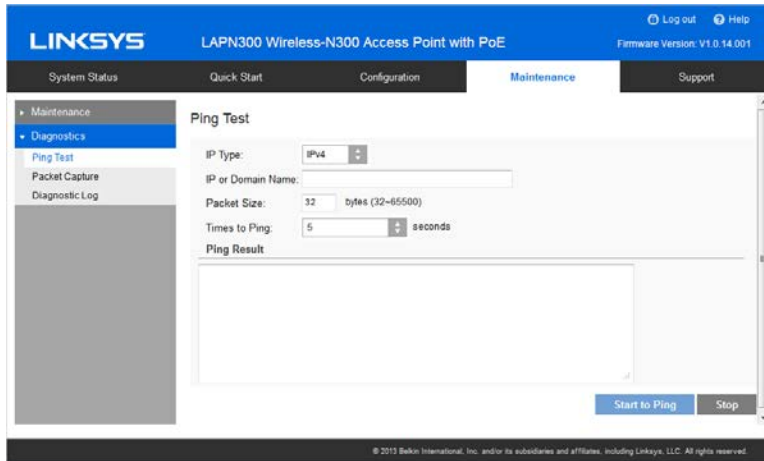 Log out Help
LINKSYS LAPN300 Wireless-N300 Access Point with PoE Firmware Version: V1.0.14.001
System Status Quick Start Configuration Maintenance Support
Maintenance
Diagnostics
Ping Test
Packet Capture
Diagnostic Log
Ping Test
IP Type: IPv4
IP or Domain Name:
Packet Size: 32 bytes (32~65500)
Times to Ping: 5 seconds
Ping Result
Start to Ping Stop
© 2013 Belkin International, Inc. and/or its subsidiaries and affiliates, including Linksys, LLC. All rights reserved.